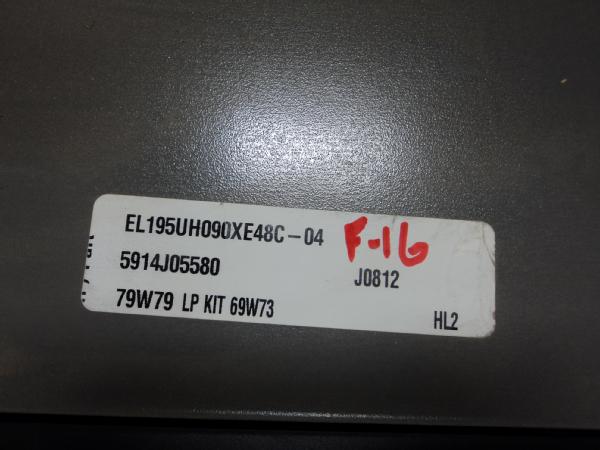 EL195UH090XE48C-04
F-16
5914J05580
J0812
79W79 LP KIT 69W73
HL2